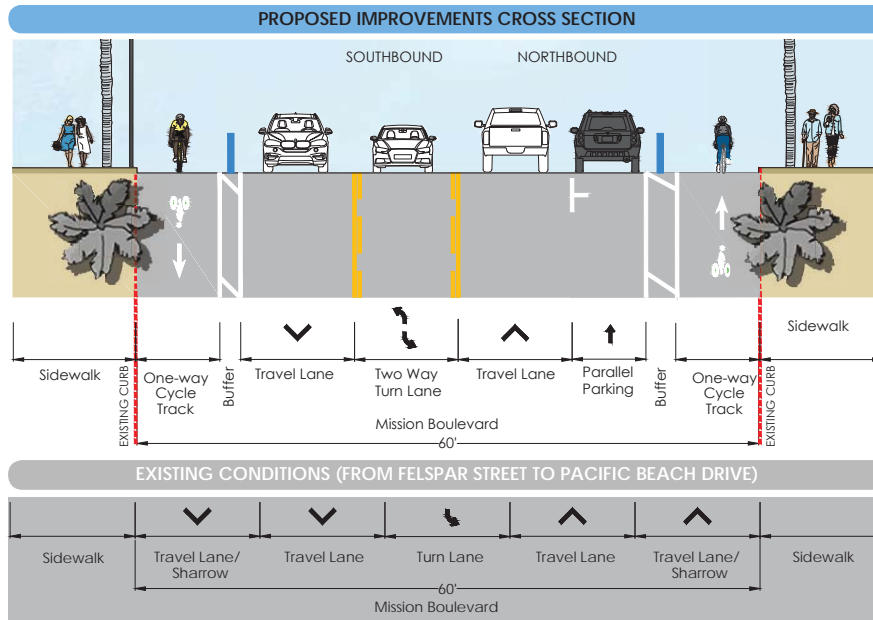 PROPOSED IMPROVEMENTS CROSS SECTION
SOUTHBOUND NORTHBOUND
Sidewalk
One-way
Cycle
Track
Buffer
Travel Lane
Two Way
Turn Lane
Travel Lane
Parallel
Parking
Buffer
One-way
Cycle
Track
Sidewalk
EXISTING CURB
EXISTING CURB
Mission Boulevard
60'
EXISTING CONDITIONS (FROM FELSPAR STREET TO PACIFIC BEACH DRIVE)
Sidewalk
Travel Lane/
Sharrow
Travel Lane
Turn Lane
Travel Lane
Travel Lane/
Sharrow
Sidewalk
60'
Mission Boulevard